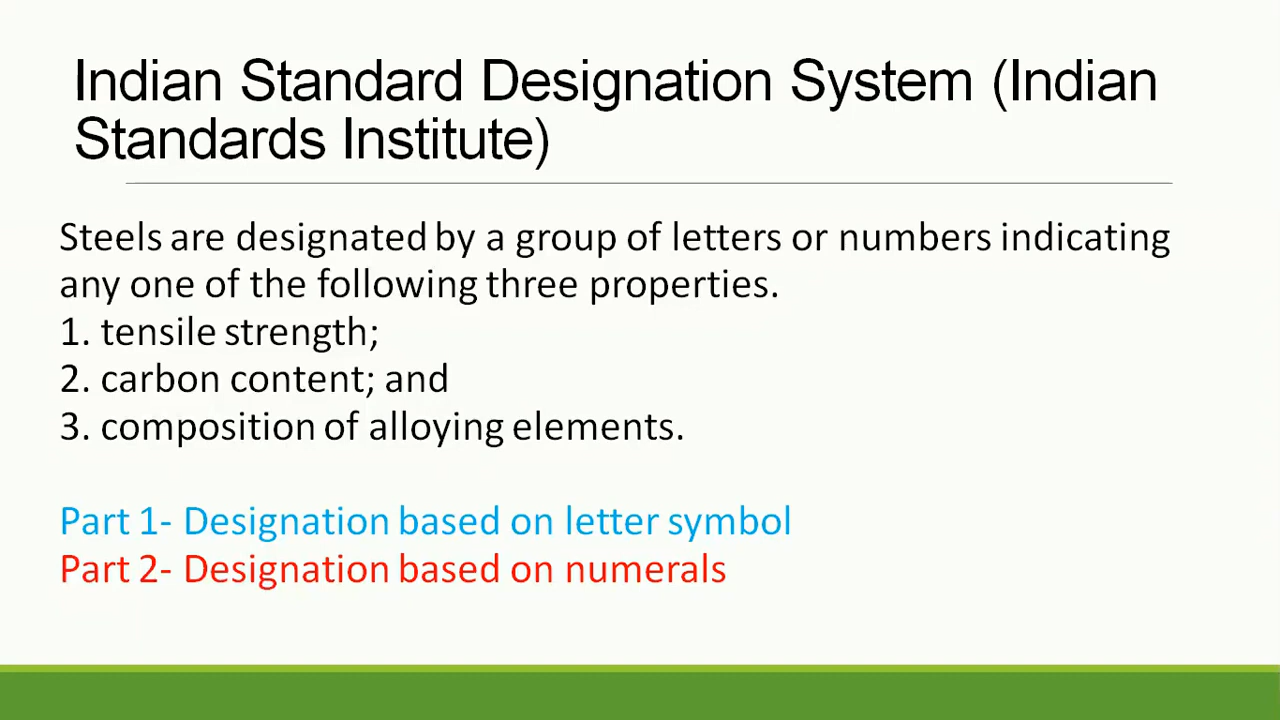 Indian Standard Designation System (Indian
Standards Institute)
Steels are designated by a group of letters or numbers indicating
any one of the following three properties.
1. tensile strength;
2. carbon content; and
3. composition of alloying elements.
Part 1- Designation based on letter symbol
Part 2- Designation based on numerals